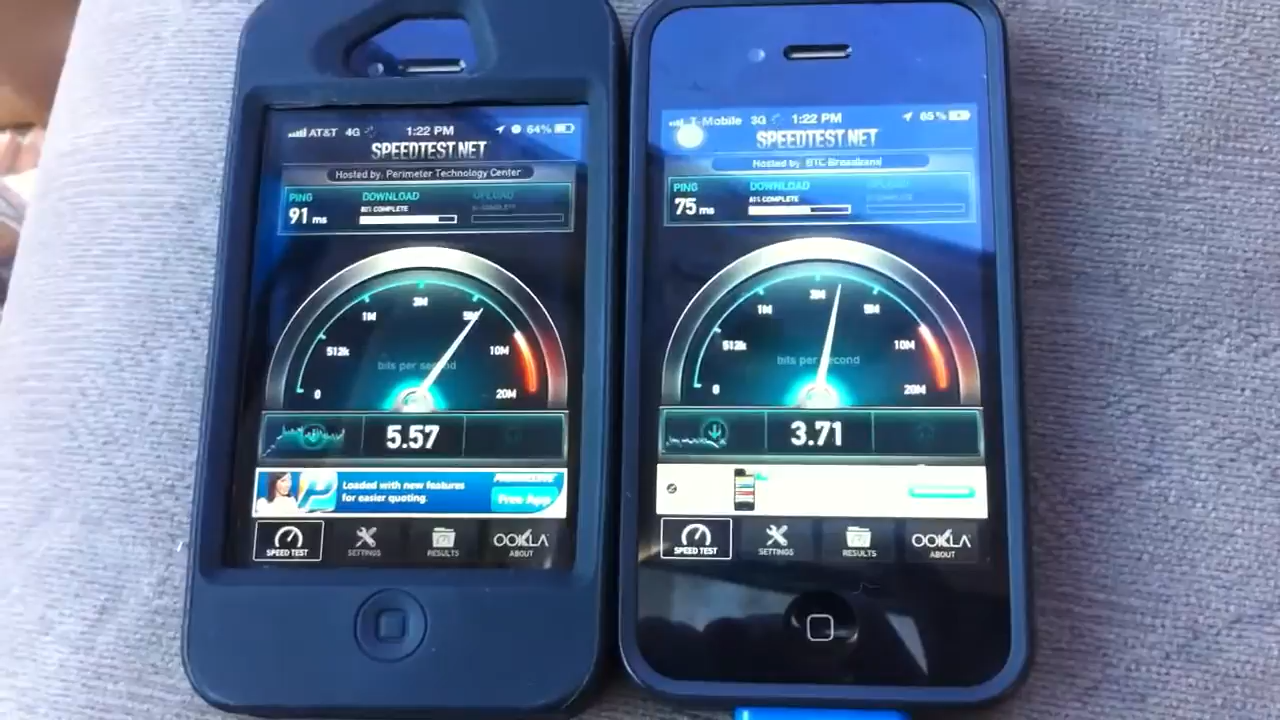 AT&T 4G 1:22 PM 64%
SPEEDTEST.NET
Hosted by: Perimeter Technology Center
PING DOWNLOAD UPLOAD
91 ms
COMPLETE
512k 1M 3M 5M 10M 20M 0
bits per second
5.57
Loaded with new features
for easier quoting.
PROGRESSIVE
Free App
SPEED TEST SETTINGS RESULTS OOKLA ABOUT
T-Mobile 3G 1:22 PM 65%
SPEEDTEST.NET
Hosted by: BTC Broadband
PING DOWNLOAD UPLOAD
75 ms
COMPLETE
512k 1M 3M 5M 10M 20M 0
bits per second
3.71
SPEED TEST SETTINGS RESULTS OOKLA ABOUT